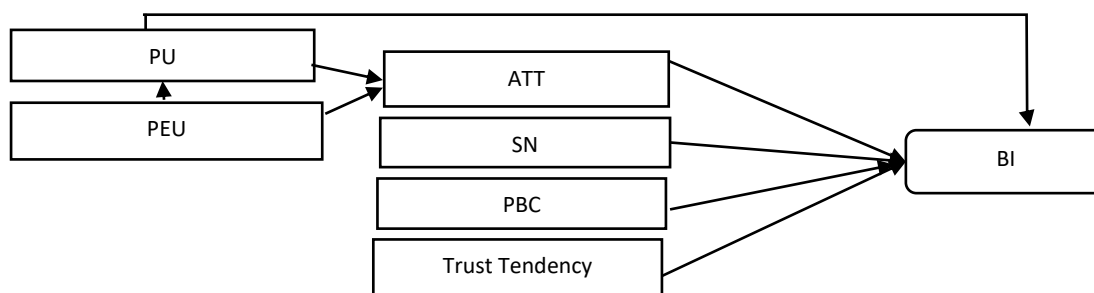 PU
PEU
ATT
SN
PBC
Trust Tendency
BI